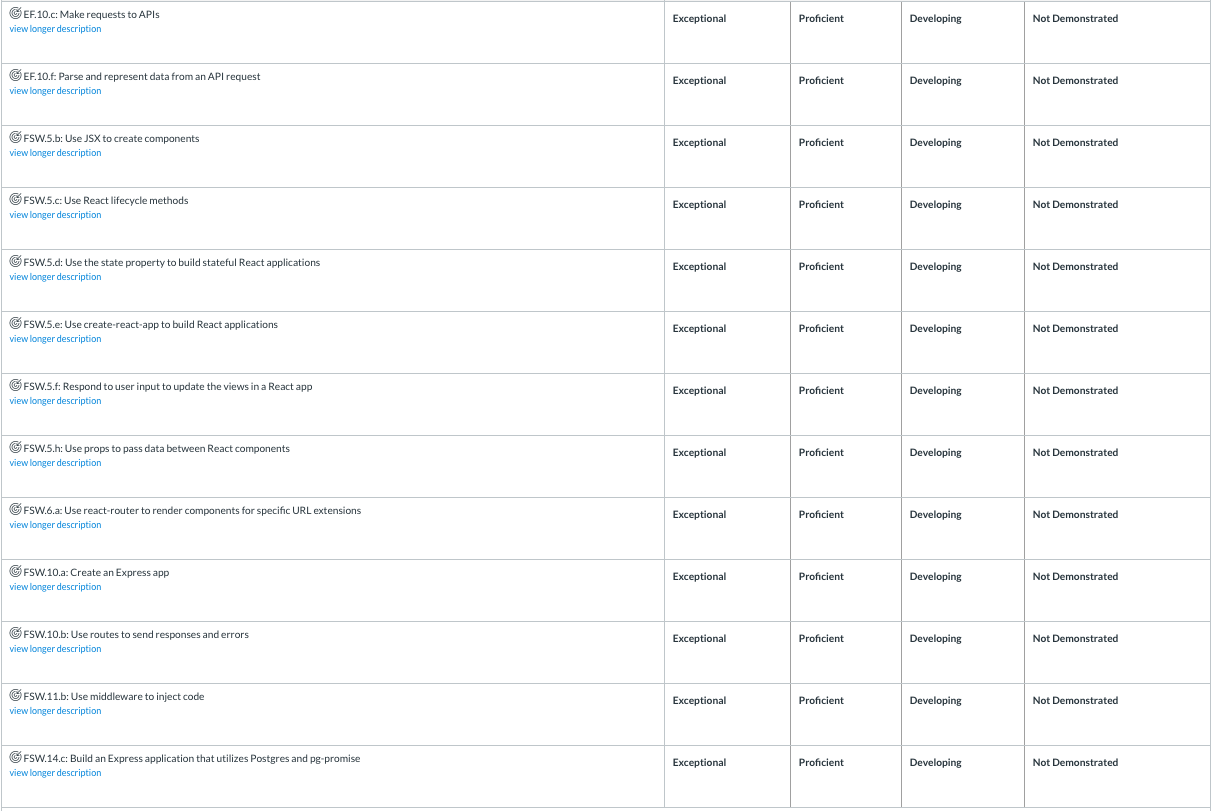 EF.10.c: Make requests to APIs
view longer description
Exceptional Proficient Developing Not Demonstrated
EF.10.f: Parse and represent data from an API request
view longer description
Exceptional Proficient Developing Not Demonstrated
FSW.5.b: Use JSX to create components
view longer description
Exceptional Proficient Developing Not Demonstrated
FSW.5.c: Use React lifecycle methods
view longer description
Exceptional Proficient Developing Not Demonstrated
FSW.5.d: Use the state property to build stateful React applications
view longer description
Exceptional Proficient Developing Not Demonstrated
FSW.5.e: Use create-react-app to build React applications
view longer description
Exceptional Proficient Developing Not Demonstrated
FSW.5.f: Respond to user input to update the views in a React app
view longer description
Exceptional Proficient Developing Not Demonstrated
FSW.5.h: Use props to pass data between React components
view longer description
Exceptional Proficient Developing Not Demonstrated
FSW.6.a: Use react-router to render components for specific URL extensions
view longer description
Exceptional Proficient Developing Not Demonstrated
FSW.10.a: Create an Express app
view longer description
Exceptional Proficient Developing Not Demonstrated
FSW.10.b: Use routes to send responses and errors
view longer description
Exceptional Proficient Developing Not Demonstrated
FSW.11.b: Use middleware to inject code
view longer description
Exceptional Proficient Developing Not Demonstrated
FSW.14.c: Build an Express application that utilizes Postgres and pg-promise
view longer description
Exceptional Proficient Developing Not Demonstrated